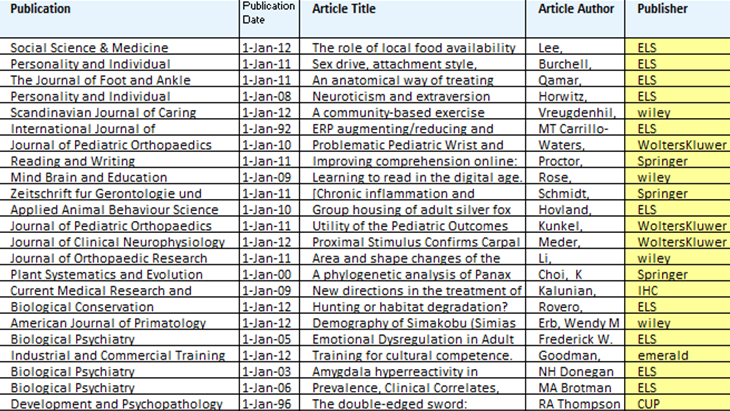 Publication Publication Date Article Title Article Author Publisher
Social Science & Medicine 1-Jan-12 The role of local food availability Lee, ELS
Personality and Individual 1-Jan-11 Sex drive, attachment style, Burchell, ELS
The Journal of Foot and Ankle 1-Jan-11 An anatomical way of treating Qamar, ELS
Personality and Individual 1-Jan-08 Neuroticism and extraversion Horwitz, ELS
Scandinavian Journal of Caring 1-Jan-12 A community-based exercise Vreugdenhil, wiley
International Journal of 1-Jan-92 ERP augmenting/reducing and MT Carrillo- ELS
Journal of Pediatric Orthopaedics 1-Jan-10 Problematic Pediatric Wrist and Waters, WoltersKluwer
Reading and Writing 1-Jan-11 Improving comprehension online: Proctor, Springer
Mind Brain and Education 1-Jan-09 Learning to read in the digital age. Rose, wiley
Zeitschrift fur Gerontologie und 1-Jan-11 [Chronic inflammation and Schmidt, Springer
Applied Animal Behaviour Science 1-Jan-10 Group housing of adult silver fox Hovland, ELS
Journal of Pediatric Orthopaedics 1-Jan-11 Utility of the Pediatric Outcomes Kunkel, WoltersKluwer
Journal of Clinical Neurophysiology 1-Jan-12 Proximal Stimulus Confirms Carpal Meder, WoltersKluwer
Journal of Orthopaedic Research 1-Jan-11 Area and shape changes of the Li, wiley
Plant Systematics and Evolution 1-Jan-00 A phylogenetic analysis of Panax Choi, K Springer
Current Medical Research and 1-Jan-09 New directions in the treatment of Kalunian, IHC
Biological Conservation 1-Jan-12 Hunting or habitat degradation? Rovero, ELS
American Journal of Primatology 1-Jan-12 Demography of Simakobu (Simias Erb, Wendy M wiley
Biological Psychiatry 1-Jan-05 Emotional Dysregulation in Adult Frederick W. ELS
Industrial and Commercial Training 1-Jan-12 Training for cultural competence. Goodman, emerald
Biological Psychiatry 1-Jan-03 Amygdala hyperreactivity in NH Donegan ELS
Biological Psychiatry 1-Jan-06 Prevalence, Clinical Correlates, MA Brotman ELS
Development and Psychopathology 1-Jan-96 The double-edged sword: RA Thompson CUP